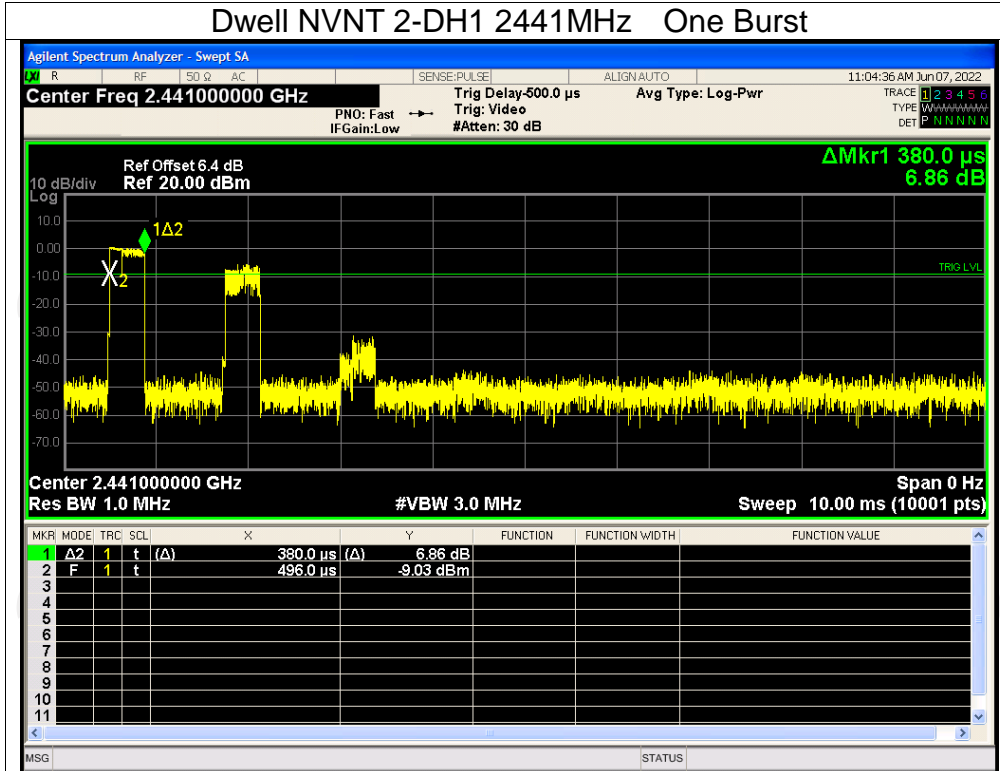 Dwell NVNT 2-DH1 2441MHz One Burst
Agilent Spectrum Analyzer - Swept SA
LXI R RF 50 Ω AC SENSE:PULSE ALIGNAUTO 11:04:36 AM Jun 07, 2022
Center Freq 2.441000000 GHz Trig Delay-500.0 µs Avg Type: Log-Pwr TRACE 1 2 3 4 5 6
PNO: Fast Trig: Video TYPE WWWWWW
IFGain:Low #Atten: 30 dB DET P N N N N N
ΔMkr1 380.0 µs
6.86 dB
Ref Offset 6.4 dB
10 dB/div Ref 20.00 dBm
Log
10.0
1Δ2
0.00
TRIG LVL
-10.0
2
-20.0
-30.0
-40.0
-50.0
-60.0
-70.0
Center 2.441000000 GHz Span 0 Hz
Res BW 1.0 MHz #VBW 3.0 MHz Sweep 10.00 ms (10001 pts)
MKR MODE TRC SCL X Y FUNCTION FUNCTION WIDTH FUNCTION VALUE
1 Δ2 1 t (Δ) 380.0 µs (Δ) 6.86 dB
2 F 1 t 496.0 µs -9.03 dBm
3
4
5
6
7
8
9
10
11
MSG STATUS